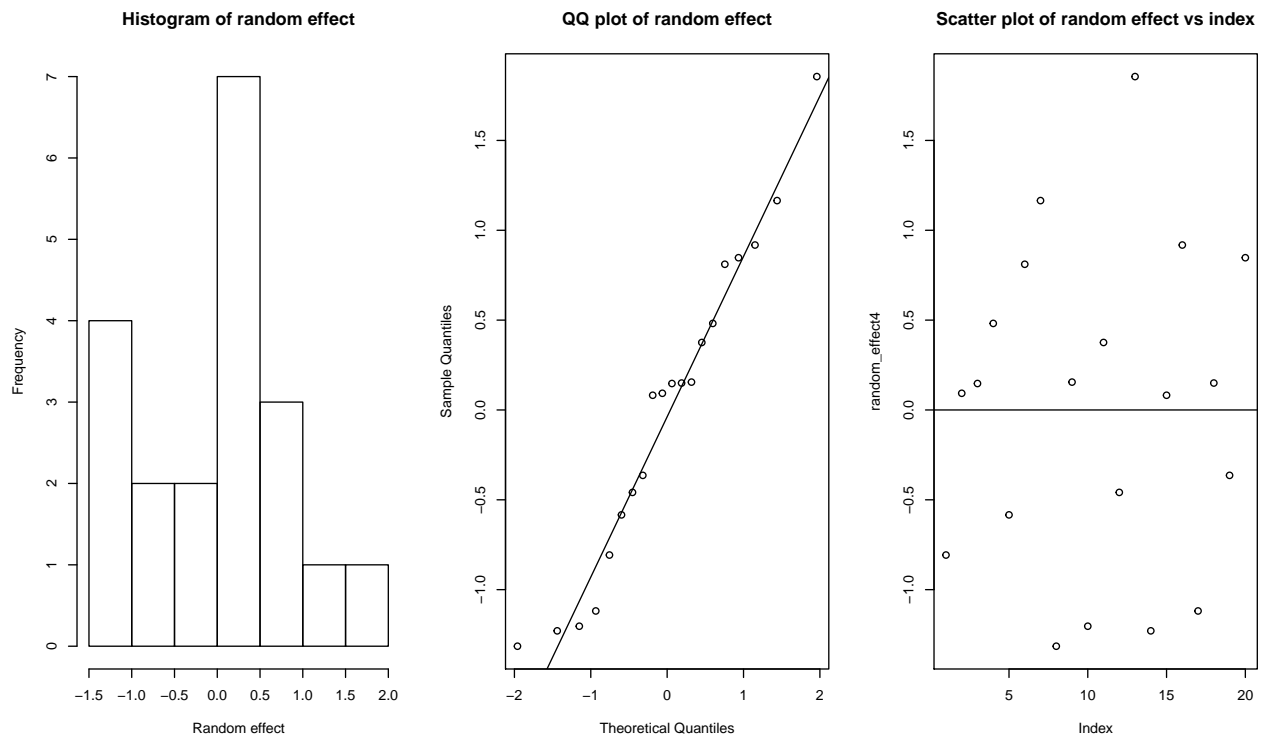 Histogram of random effect
Frequency
0 1 2 3 4 5 6 7
−1.5 −1.0 −0.5 0.0 0.5 1.0 1.5 2.0
Random effect
QQ plot of random effect
Sample Quantiles
−1.0 −0.5 0.0 0.5 1.0 1.5
−2 −1 0 1 2
Theoretical Quantiles
Scatter plot of random effect vs index
random_effect4
−1.0 −0.5 0.0 0.5 1.0 1.5
5 10 15 20
Index